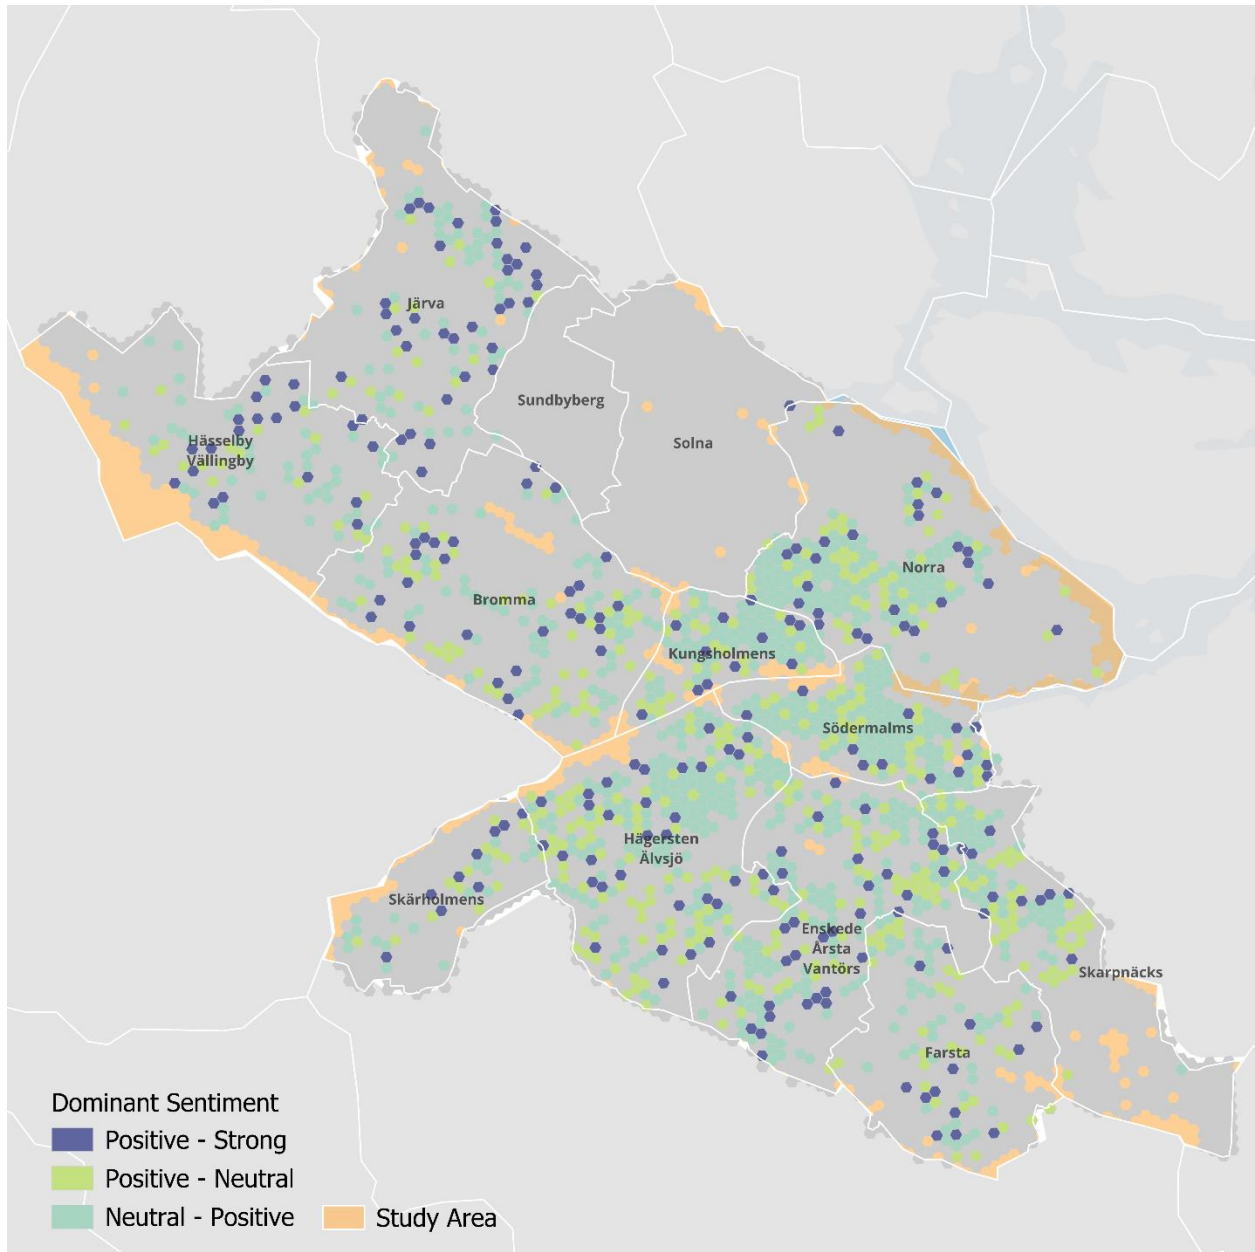 Järva
Sundbyberg
Solna
Hässelby
Vällingby
Norra
Bromma
Kungsholmens
Södermalms
Hägersten
Älvsjö
Skärholmens
Enskede
Årsta
Vantörs
Skarpnäcks
Farsta
Dominant Sentiment
Positive - Strong
Positive - Neutral
Neutral - Positive
Study Area